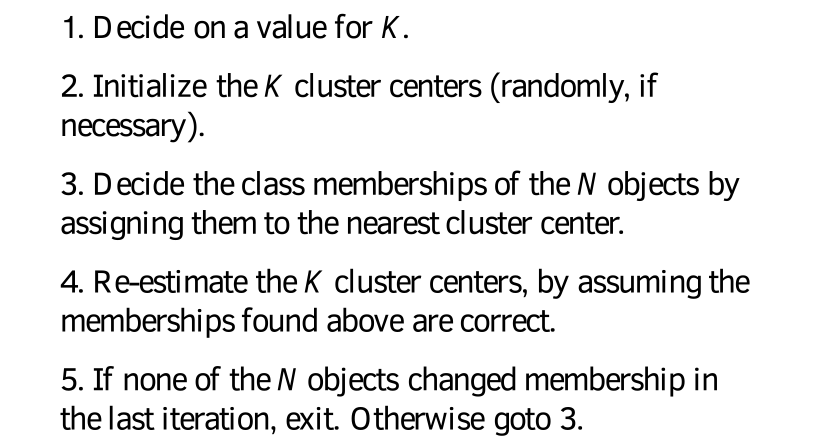 1. Decide on a value for K.
2. Initialize the K cluster centers (randomly, if
necessary).
3. Decide the class memberships of the N objects by
assigning them to the nearest cluster center.
4. Re-estimate the K cluster centers, by assuming the
memberships found above are correct.
5. If none of the N objects changed membership in
the last iteration, exit. Otherwise goto 3.